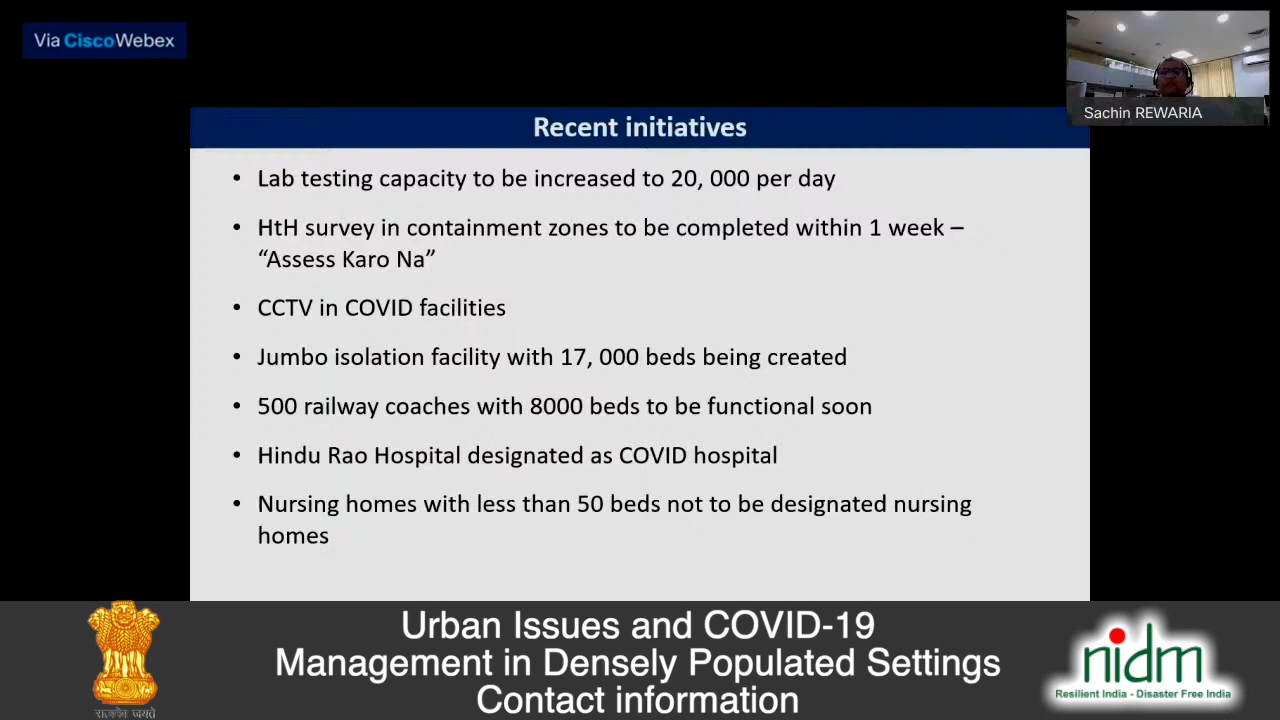 Via CiscoWebex
Sachin REWARIA
Recent initiatives
• Lab testing capacity to be increased to 20, 000 per day
• HtH survey in containment zones to be completed within 1 week –
“Assess Karo Na”
• CCTV in COVID facilities
• Jumbo isolation facility with 17, 000 beds being created
• 500 railway coaches with 8000 beds to be functional soon
• Hindu Rao Hospital designated as COVID hospital
• Nursing homes with less than 50 beds not to be designated nursing
homes
Urban Issues and COVID-19
Management in Densely Populated Settings
Contact information
सत्यमेव जयते
nidm
Resilient India - Disaster Free India